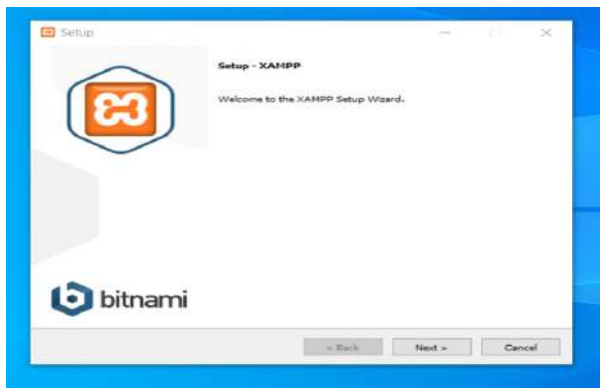 Setup
Setup - XAMPP
Welcome to the XAMPP Setup Wizard.
bitnami
< Back
Next >
Cancel